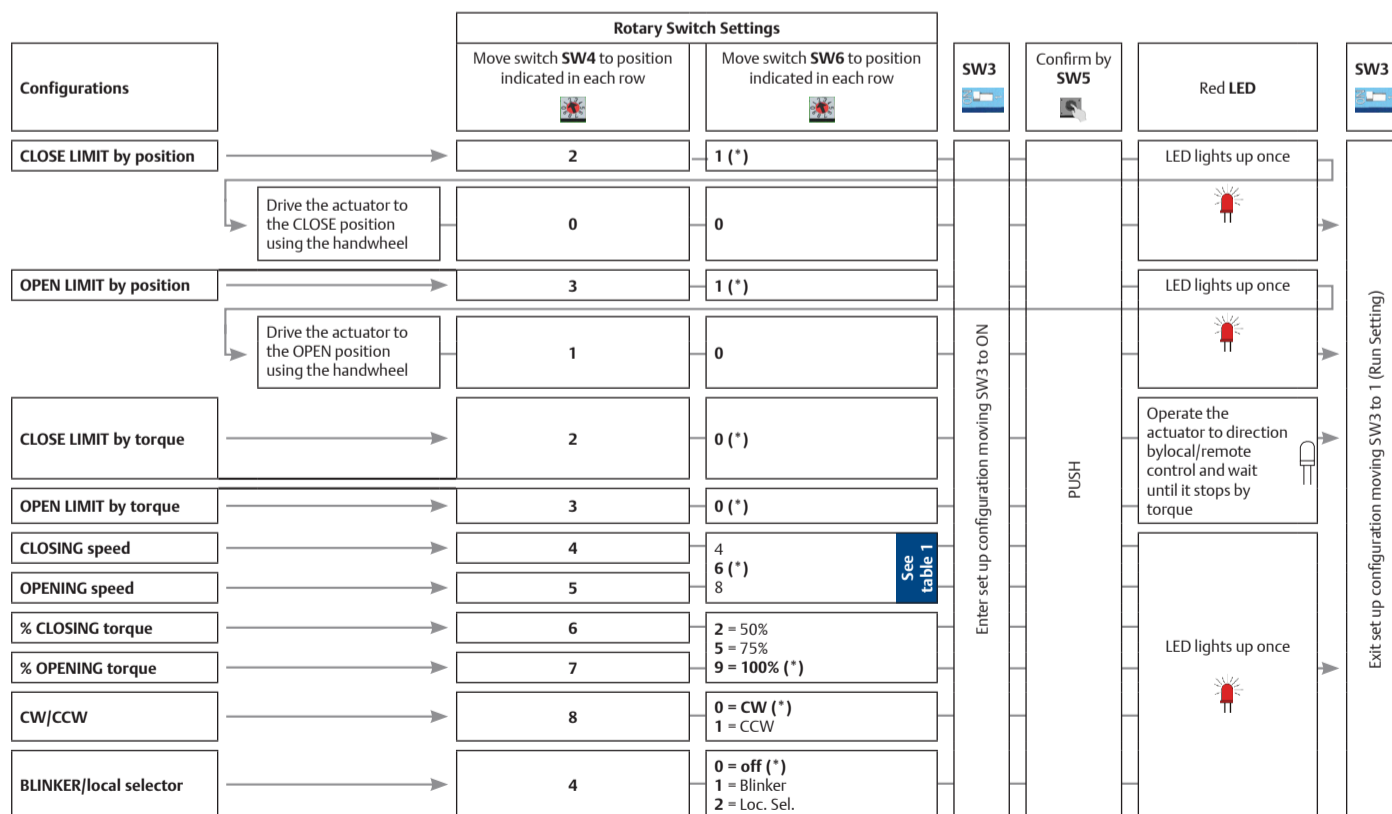 Rotary Switch Settings
Configurations
Move switch SW4 to position
indicated in each row
Move switch SW6 to position
indicated in each row
SW3
Confirm by
SW5
Red LED
SW3
CLOSE LIMIT by position
2
1 (*)
LED lights up once
Drive the actuator to
the CLOSE position
using the handwheel
0
0
OPEN LIMIT by position
3
1 (*)
LED lights up once
Drive the actuator to
the OPEN position
using the handwheel
1
0
CLOSE LIMIT by torque
2
0 (*)
Operate the
actuator to direction
bylocal/remote
control and wait
until it stops by
torque
OPEN LIMIT by torque
3
0 (*)
CLOSING speed
4
OPENING speed
5
4
6 (*)
8
See
table 1
% CLOSING torque
6
% OPENING torque
7
2 = 50%
5 = 75%
9 = 100% (*)
CW/CCW
8
0 = CW (*)
1 = CCW
BLINKER/local selector
4
0 = off (*)
1 = Blinker
2 = Loc. Sel.
Enter set up configuration moving SW3 to ON
PUSH
LED lights up once
Exit set up configuration moving SW3 to 1 (Run Setting)